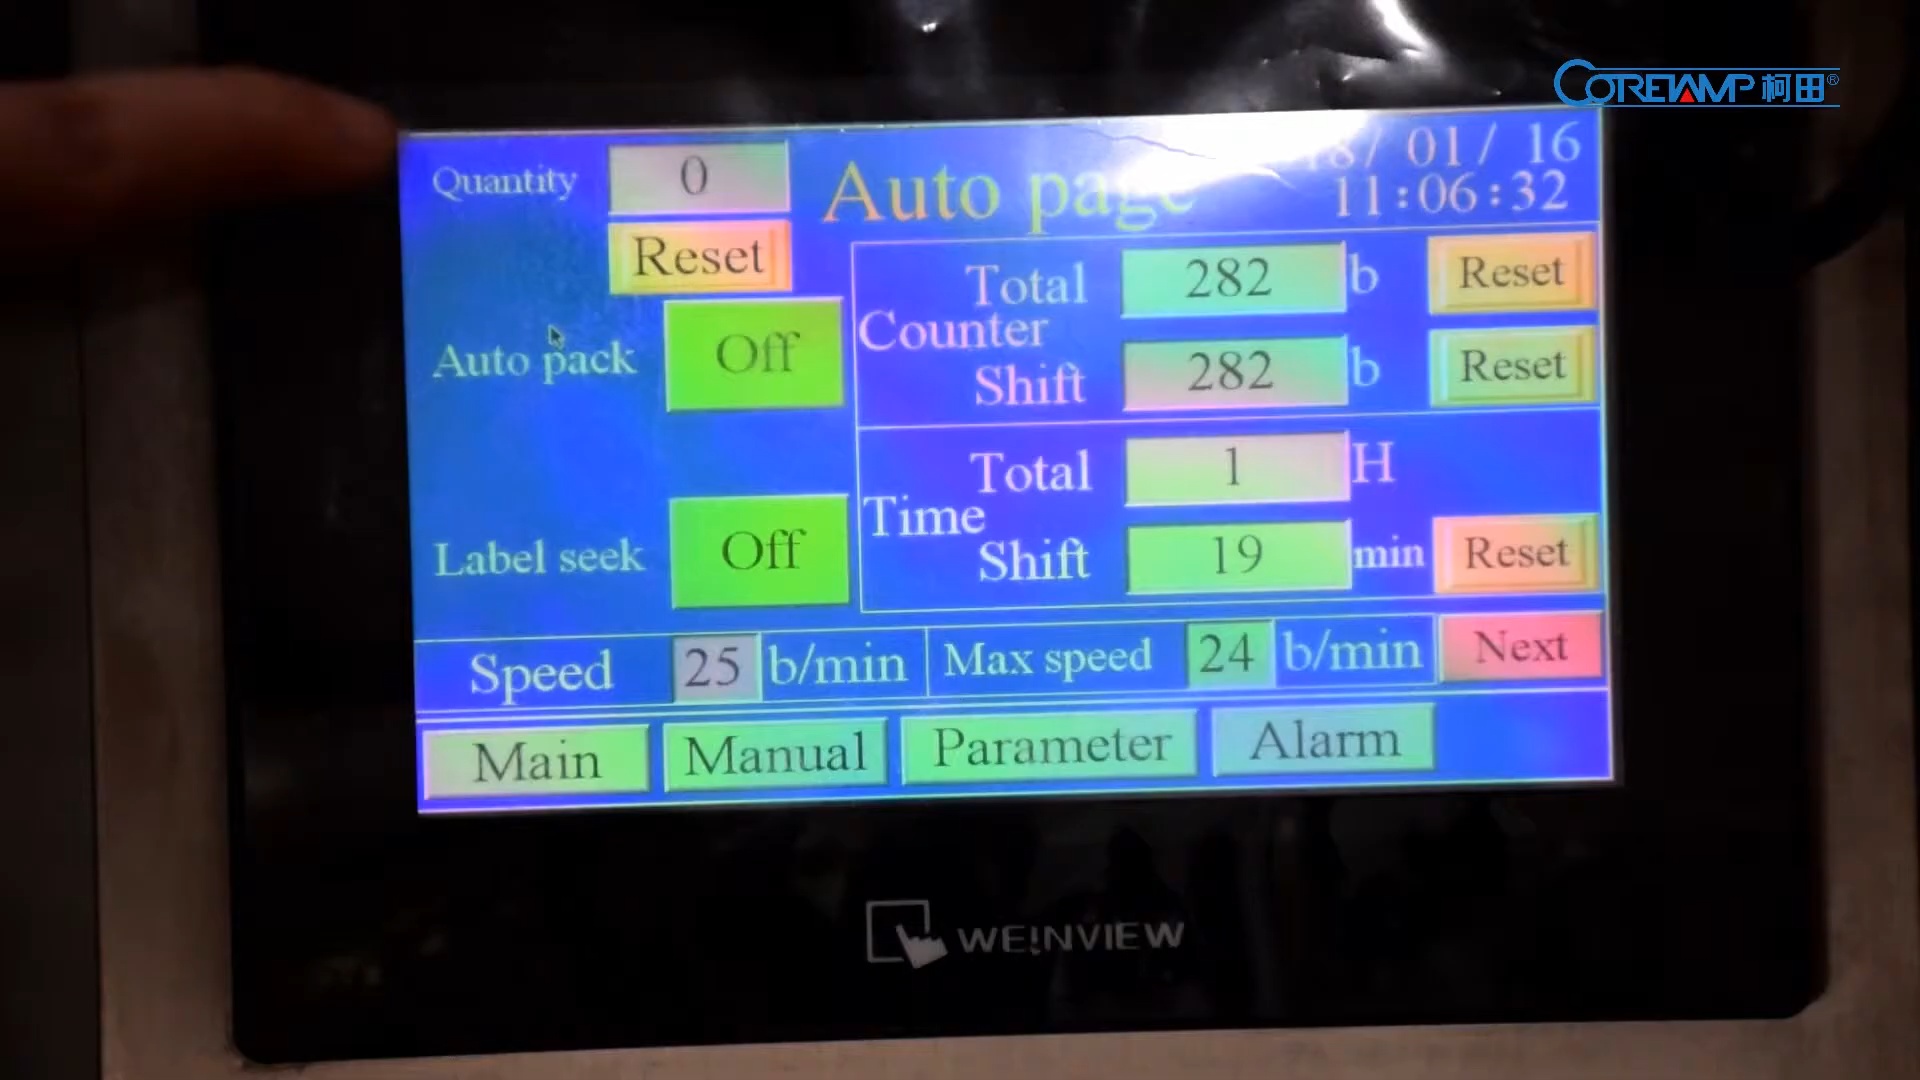 CORETAMP 柯田®
Quantity 0
Reset
Auto page
8/ 01/ 16
11:06:32
Auto pack Off
Label seek Off
Counter
Total 282 b Reset
Shift 282 b Reset
Time
Total 1 H
Shift 19 min Reset
Speed 25 b/min Max speed 24 b/min Next
Main Manual Parameter Alarm
WEINVIEW